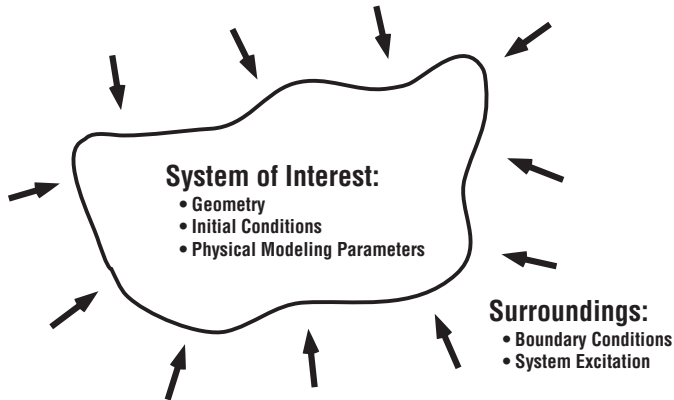 System of Interest:
• Geometry
• Initial Conditions
• Physical Modeling Parameters
Surroundings:
• Boundary Conditions
• System Excitation